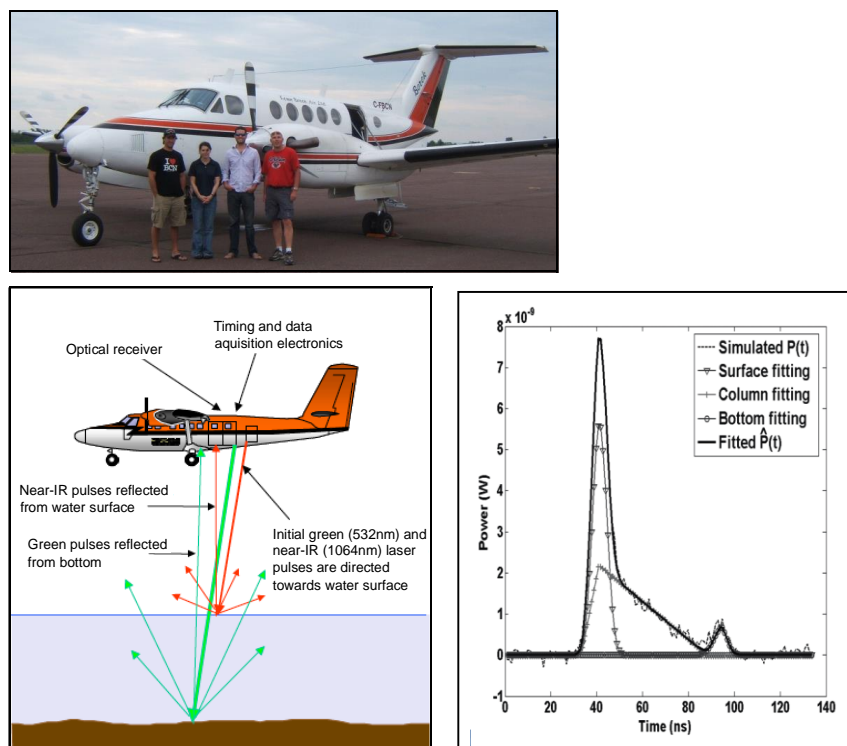 C-FBCN
I
BCN
Timing and data
aquisition electronics
Optical receiver
Near-IR pulses reflected
from water surface
Green pulses reflected
from bottom
Initial green (532nm) and
near-IR (1064nm) laser
pulses are directed
towards water surface
x 10⁻⁹
8
7
6
5
4
3
2
1
0
-1
Power (W)
Simulated P(t)
Surface fitting
Column fitting
Bottom fitting
Fitted P̂(t)
0 20 40 60 80 100 120 140
Time (ns)